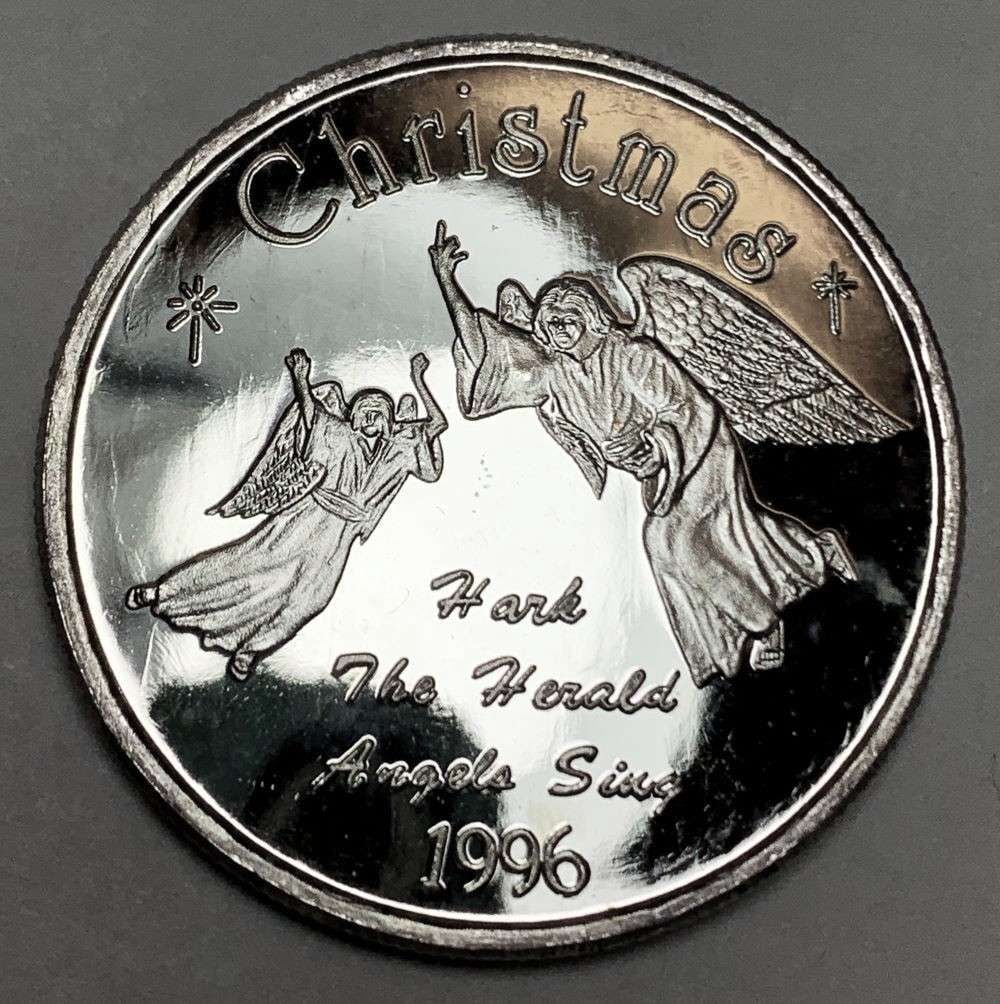 Christmas
Hark
The Herald
Angels Sing
1996